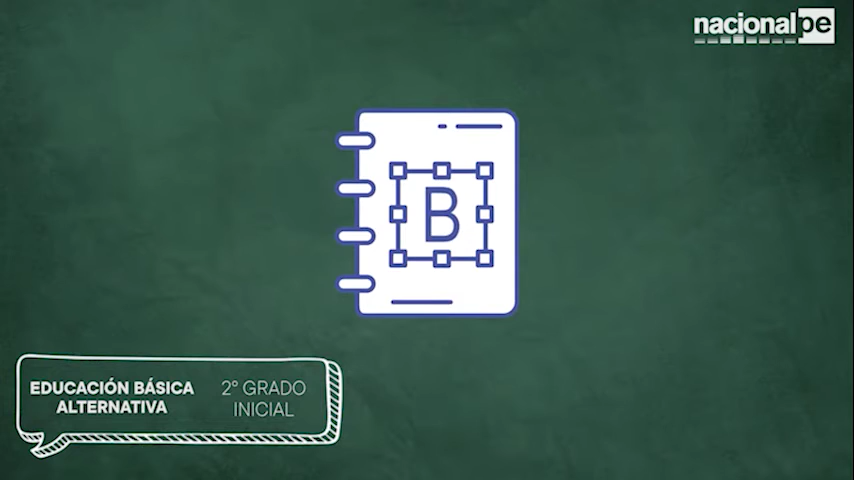 nacionalpe
B
EDUCACIÓN BÁSICA
ALTERNATIVA
2° GRADO
INICIAL